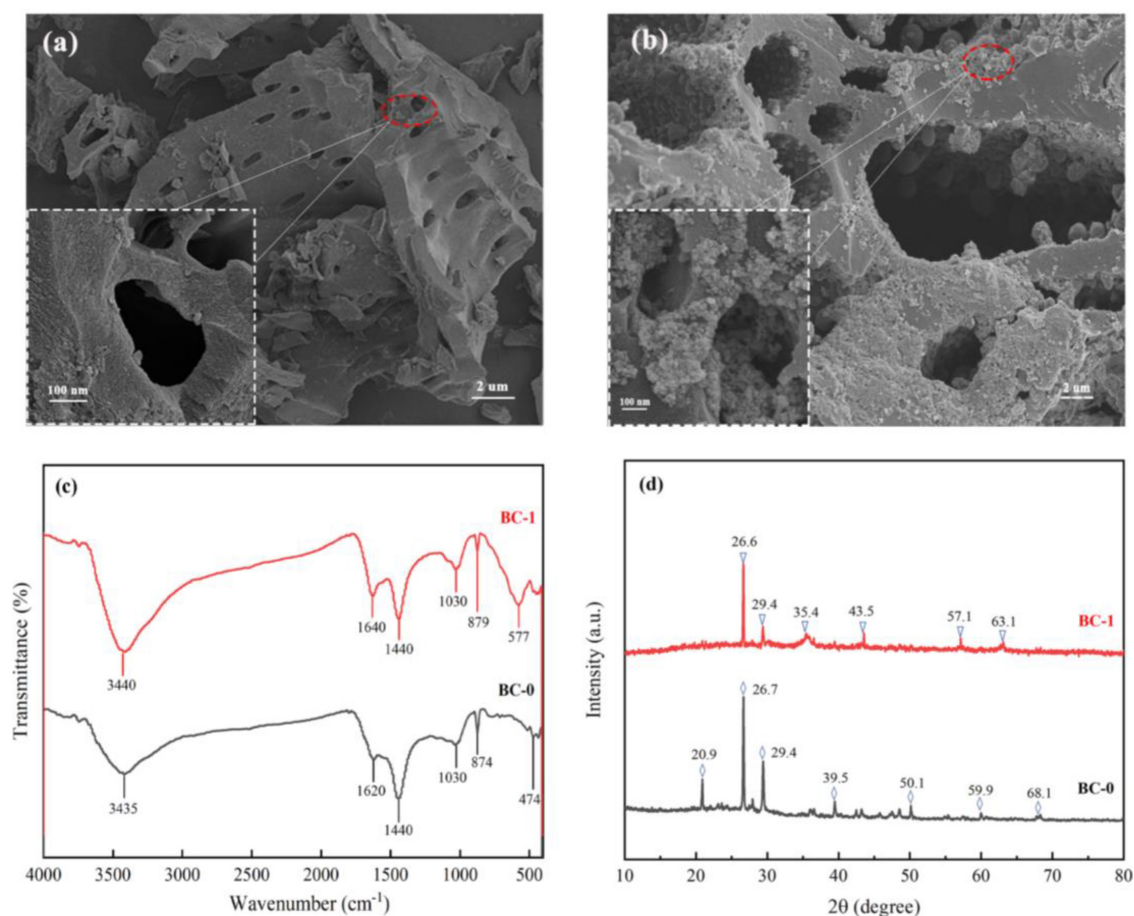 (a)
100 nm
2 um
(b)
100 nm
2 um
(c)
BC-1
1030
1640
879
577
1440
3440
BC-0
874
1030
474
1620
3435
1440
Transmittance (%)
4000 3500 3000 2500 2000 1500 1000 500
Wavenumber (cm⁻¹)
(d)
26.6
29.4
35.4
43.5
57.1
63.1
BC-1
26.7
29.4
20.9
39.5
50.1
59.9
68.1
BC-0
Intensity (a.u.)
10 20 30 40 50 60 70 80
2θ (degree)